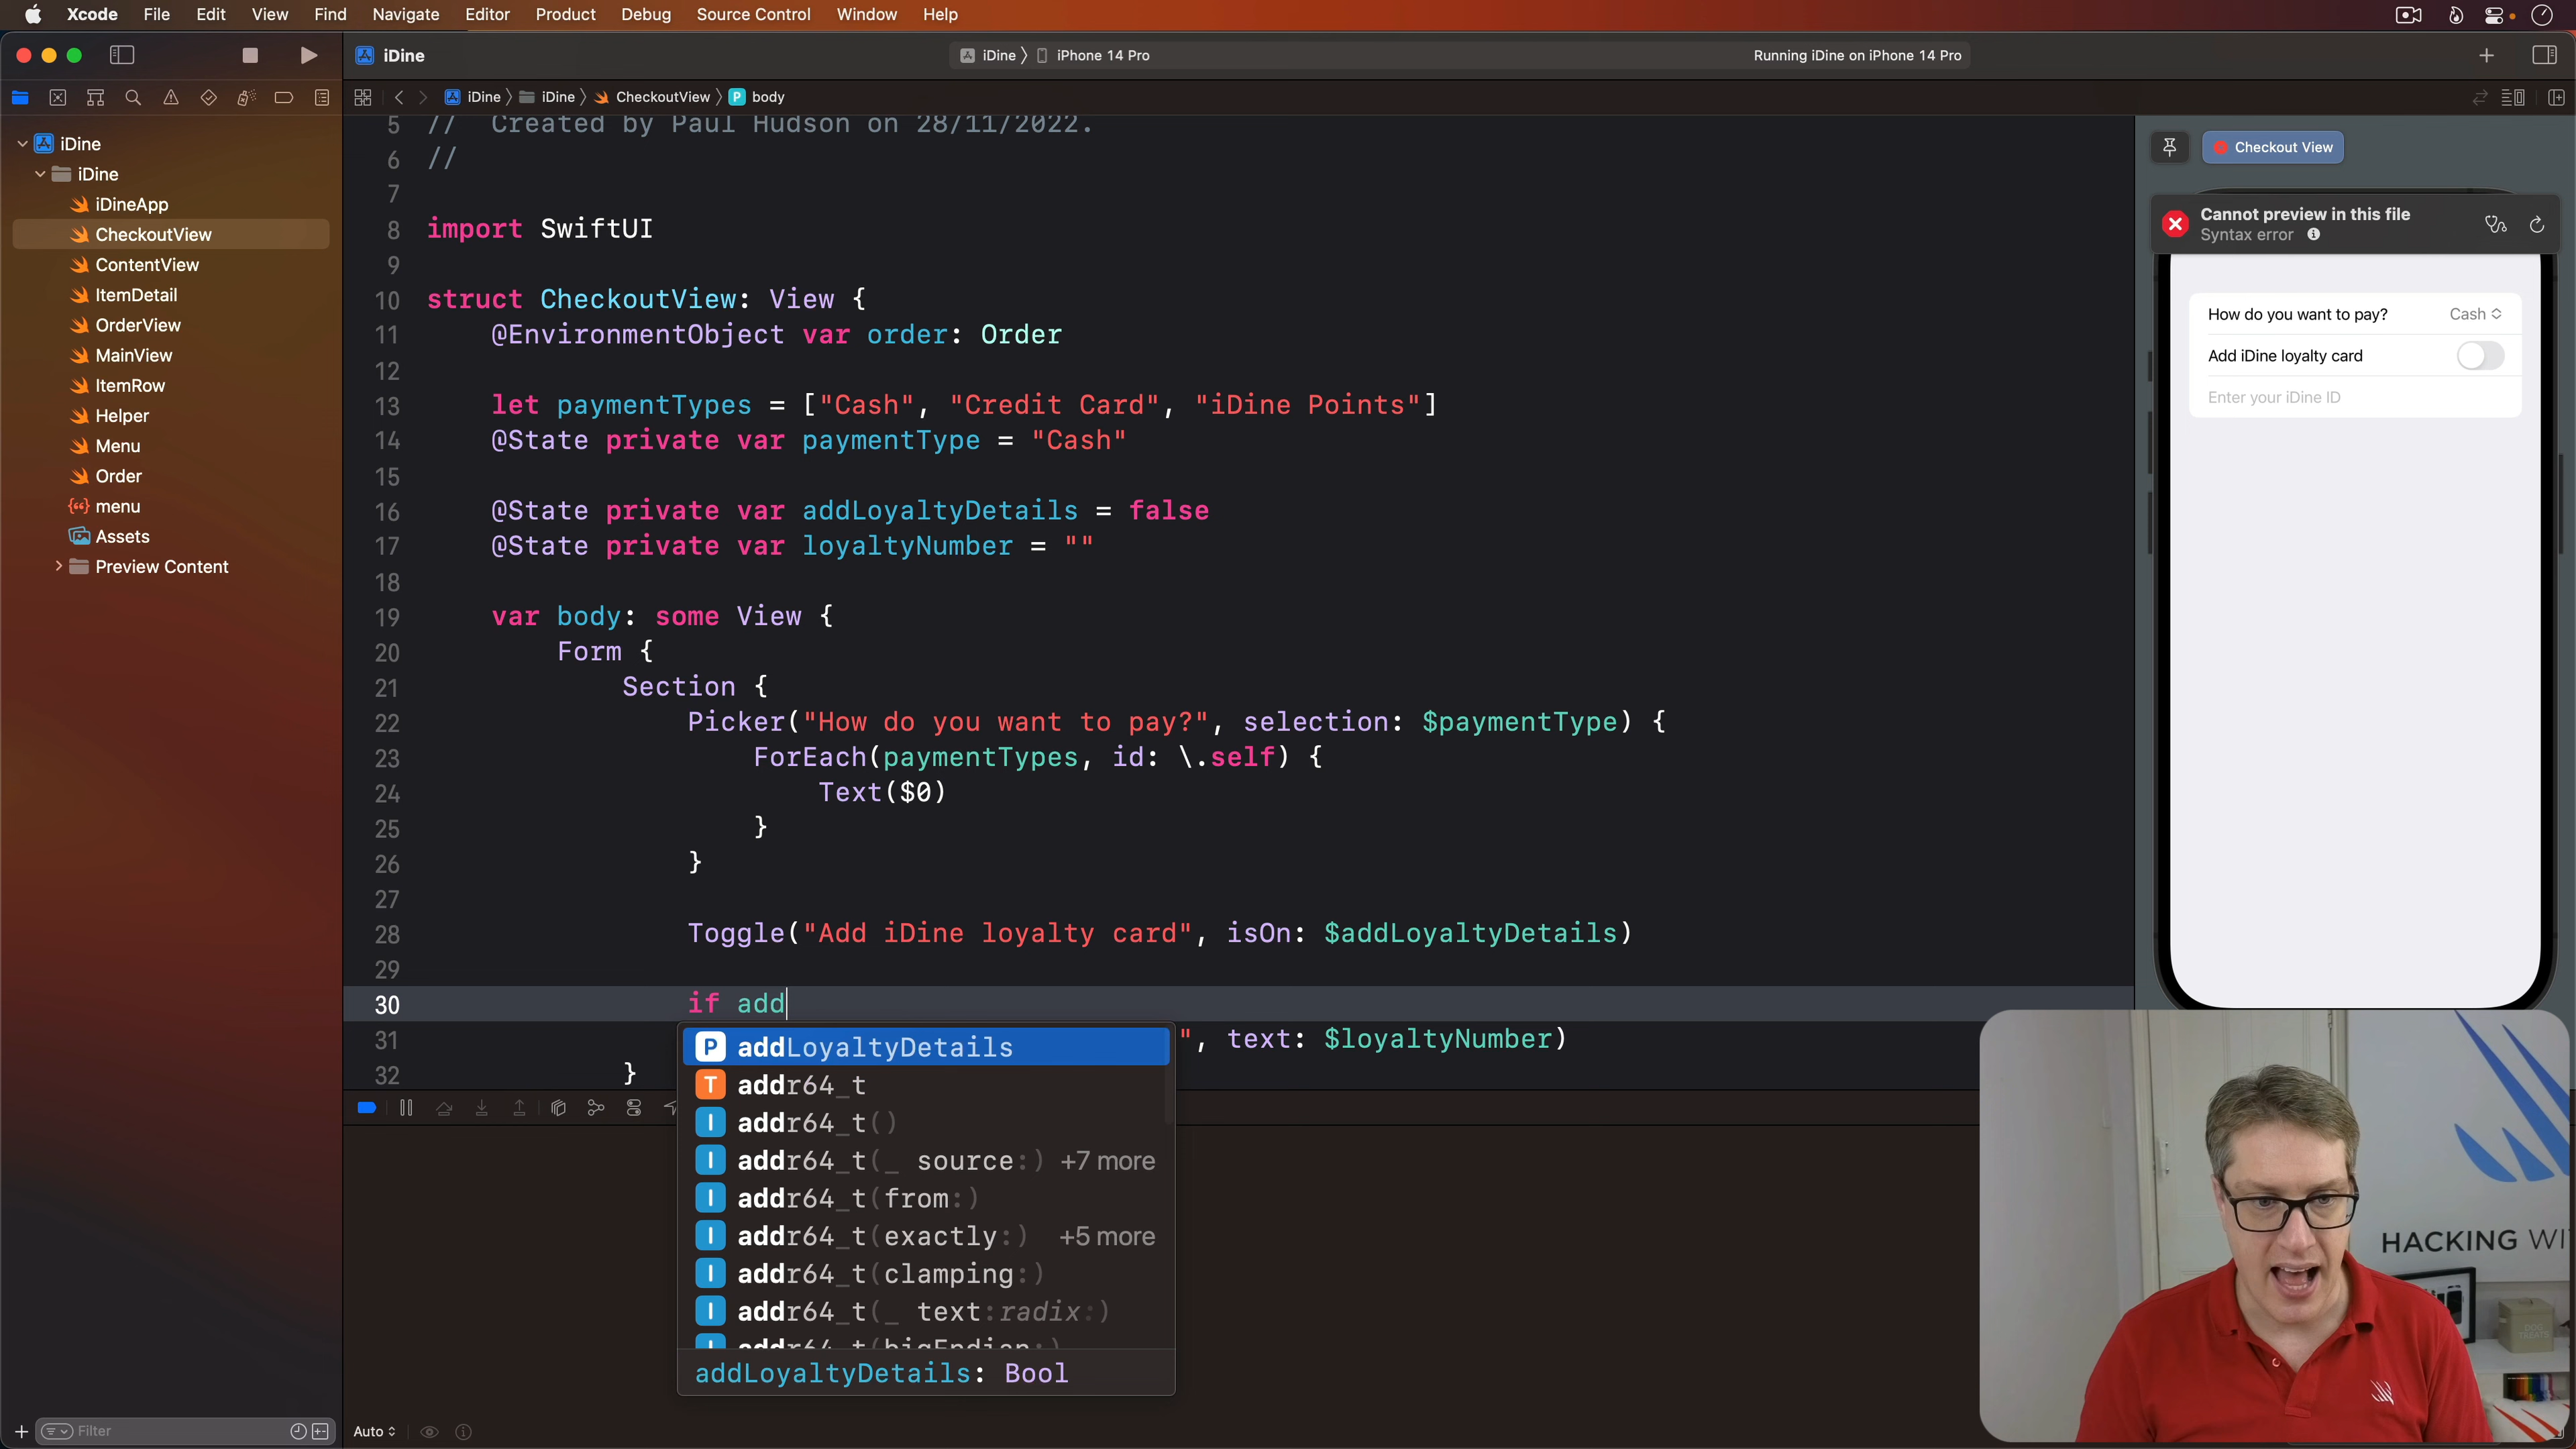 Xcode File Edit View Find Navigate Editor Product Debug Source Control Window Help
iDine
iDine iPhone 14 Pro
Running iDine on iPhone 14 Pro
iDine iDine CheckoutView P body
iDine
iDine
iDineApp
CheckoutView
ContentView
ItemDetail
OrderView
MainView
ItemRow
Helper
Menu
Order
menu
Assets
Preview Content
Filter
5 //  Created by Paul Hudson on 28/11/2022.
6 //
7
8 import SwiftUI
9
10 struct CheckoutView: View {
11 @EnvironmentObject var order: Order
12
13 let paymentTypes = ["Cash", "Credit Card", "iDine Points"]
14 @State private var paymentType = "Cash"
15
16 @State private var addLoyaltyDetails = false
17 @State private var loyaltyNumber = ""
18
19 var body: some View {
20 Form {
21 Section {
22 Picker("How do you want to pay?", selection: $paymentType) {
23 ForEach(paymentTypes, id: \.self) {
24 Text($0)
25 }
26 }
27
28 Toggle("Add iDine loyalty card", isOn: $addLoyaltyDetails)
29
30 if add
31 ", text: $loyaltyNumber)
32 }
P addLoyaltyDetails
T addr64_t
I addr64_t()
I addr64_t(_ source:) +7 more
I addr64_t(from:)
I addr64_t(exactly:) +5 more
I addr64_t(clamping:)
I addr64_t(_ text:radix:)
I addr64_t(bigEndian:)
addLoyaltyDetails: Bool
Auto
Checkout View
Cannot preview in this file
Syntax error
How do you want to pay? Cash
Add iDine loyalty card
Enter your iDine ID
HACKING WI
DOG
TREATS